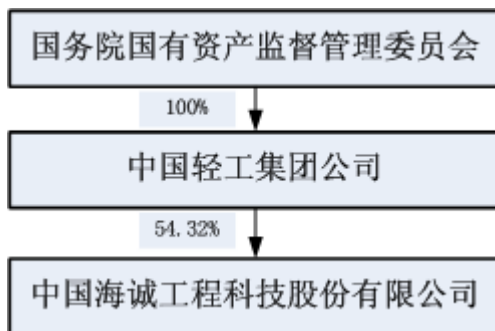 国务院国有资产监督管理委员会
100%
中国轻工集团公司
54.32%
中国海诚工程科技股份有限公司